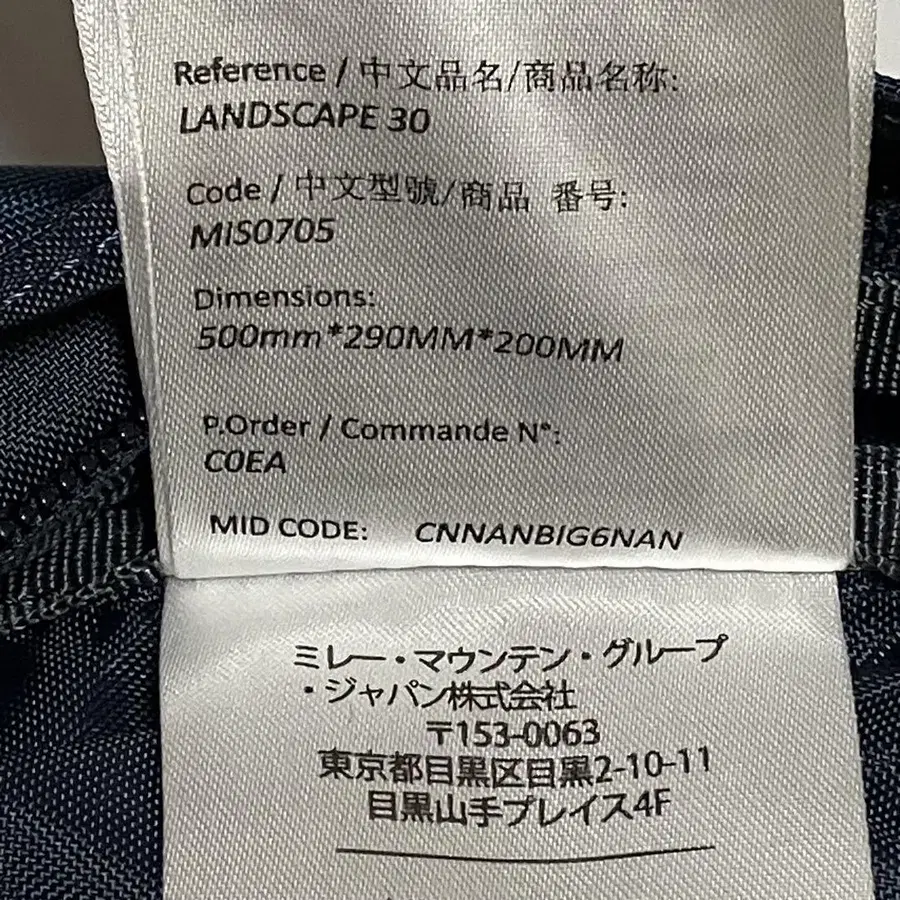 Reference / 中文品名/商品名称:
LANDSCAPE 30
Code / 中文型號/商品 番号:
MIS0705
Dimensions:
500mm*290MM*200MM
P.Order / Commande N°:
C0EA
MID CODE: CNNANBIG6NAN
ミレー・マウンテン・グループ
・ジャパン株式会社
〒153-0063
東京都目黒区目黒2-10-11
目黒山手プレイス4F